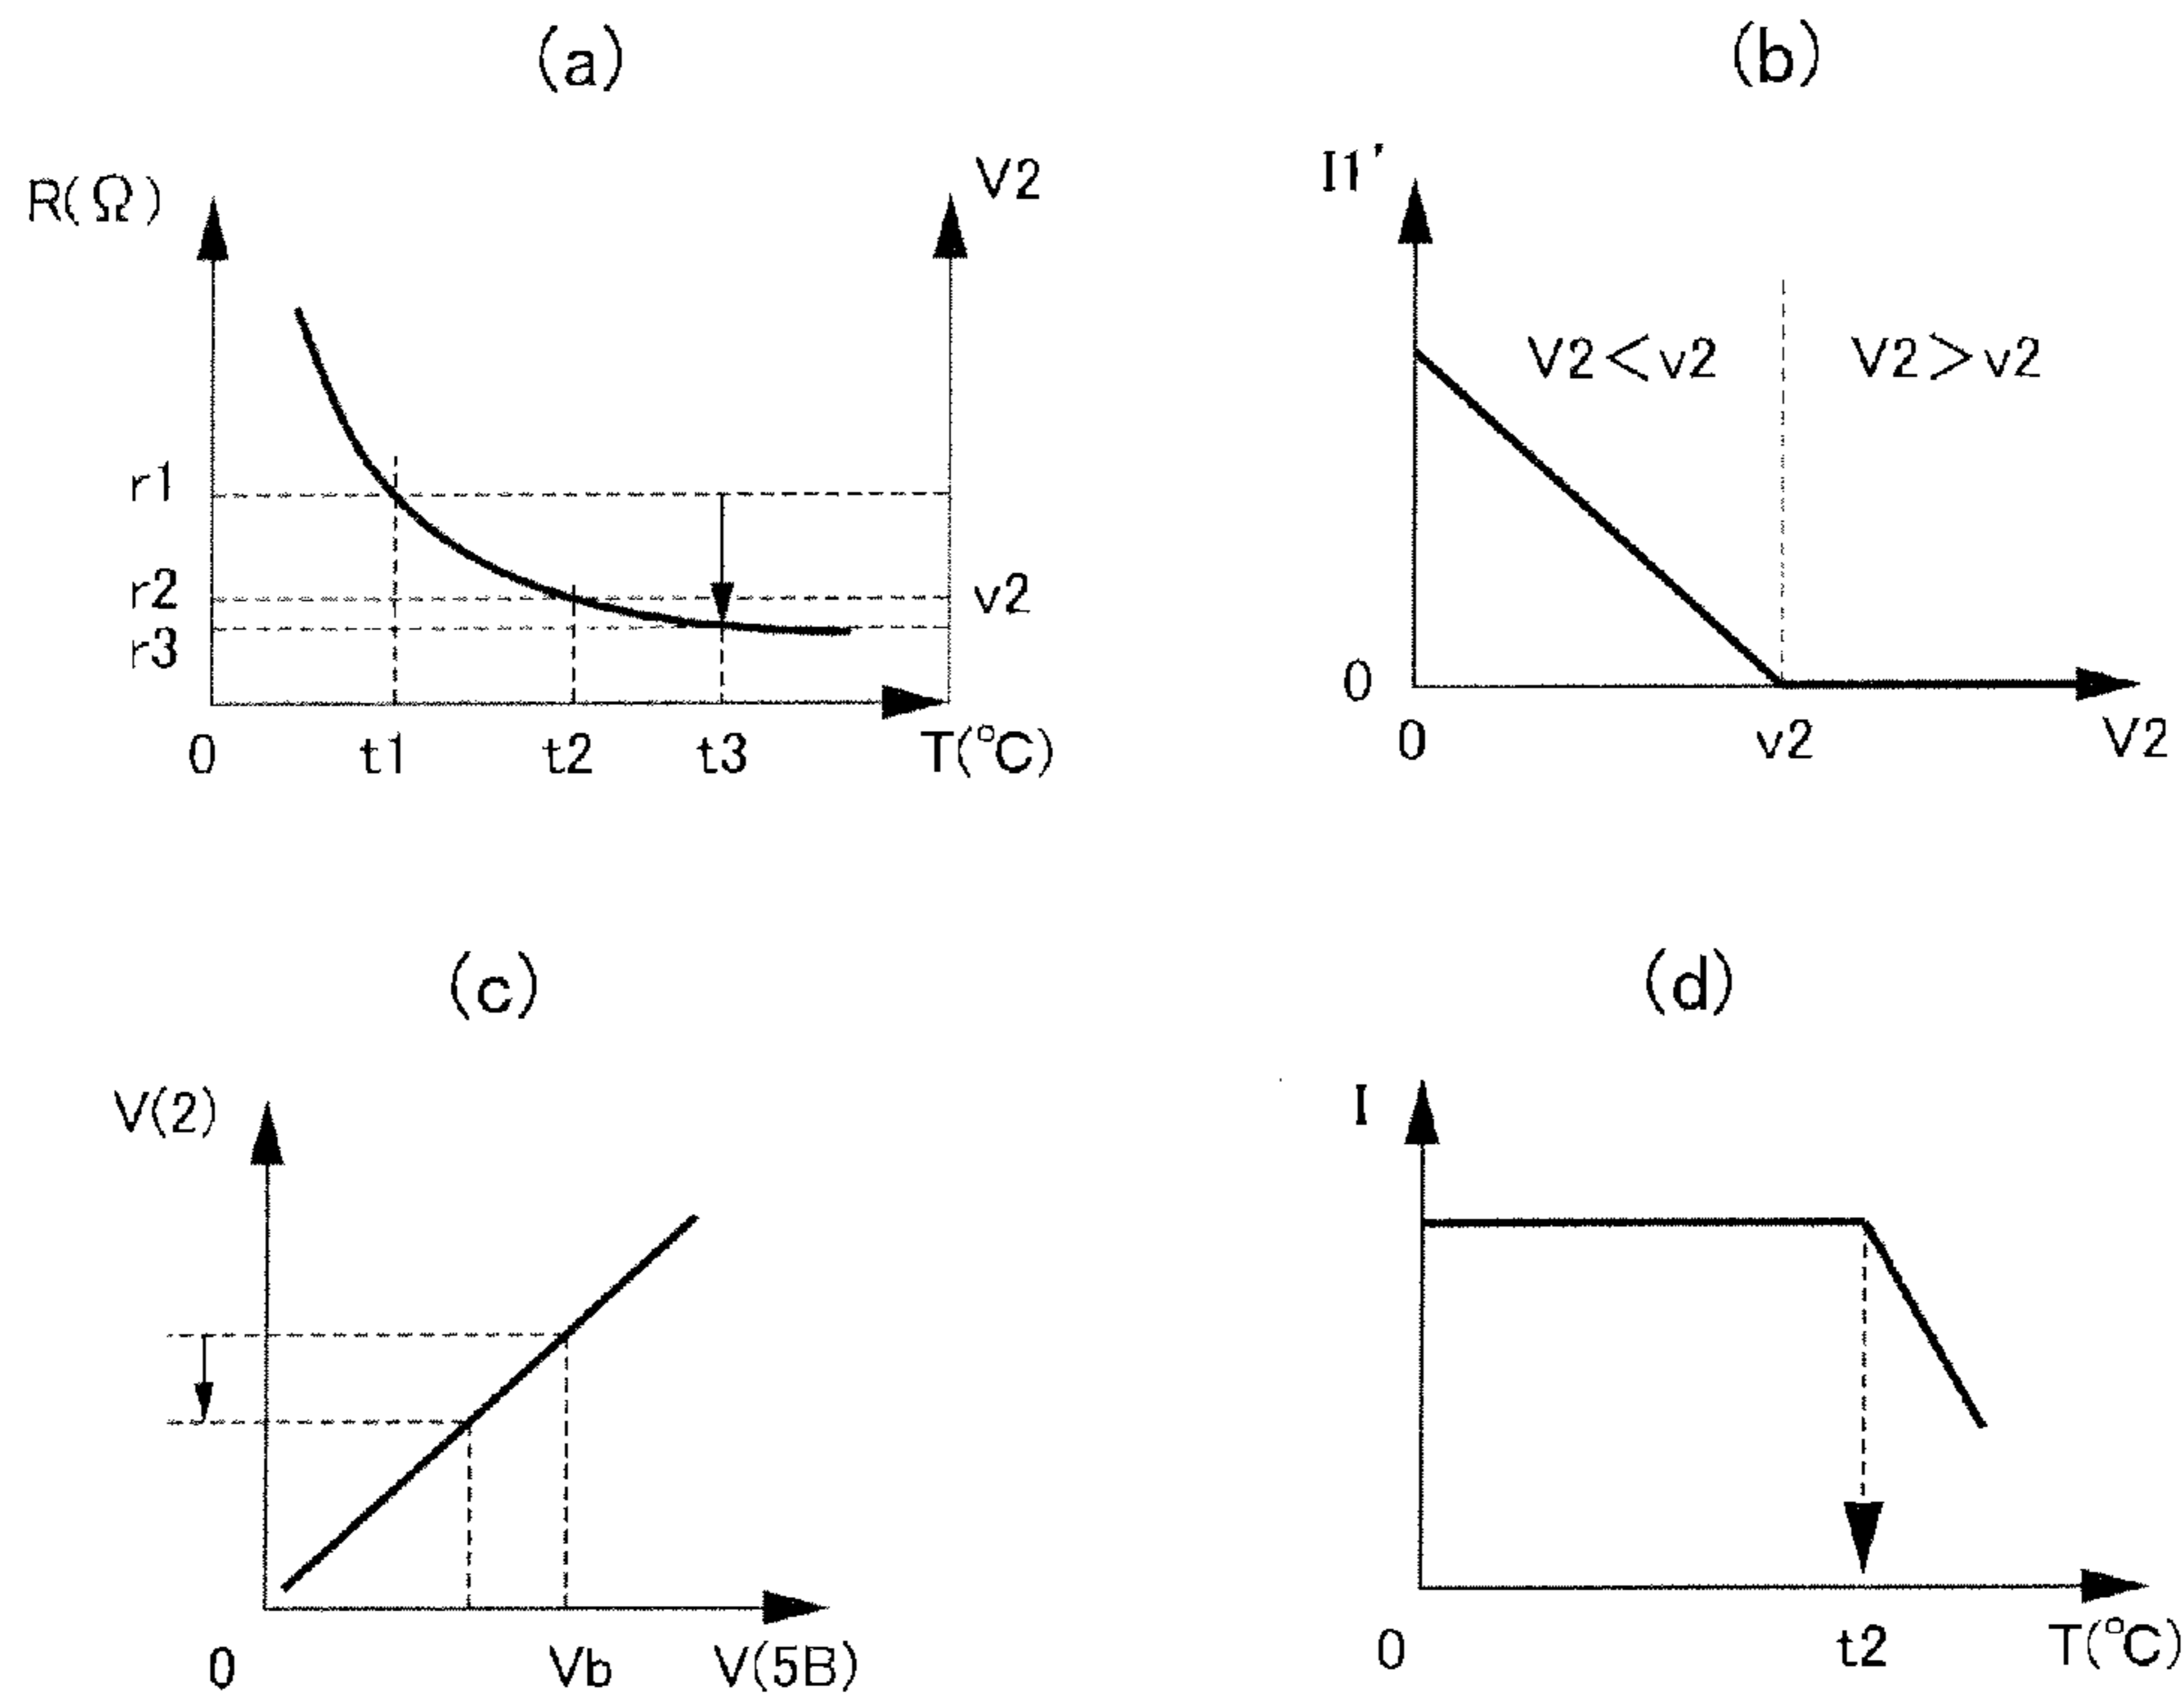 (a)
R(Ω)
V2
r1
r2
v2
r3
0
t1
t2
t3
T(°C)
(b)
I1'
V2<v2
V2>v2
0
0
v2
V2
(c)
V(2)
0
Vb
V(5B)
(d)
I
0
t2
T(°C)